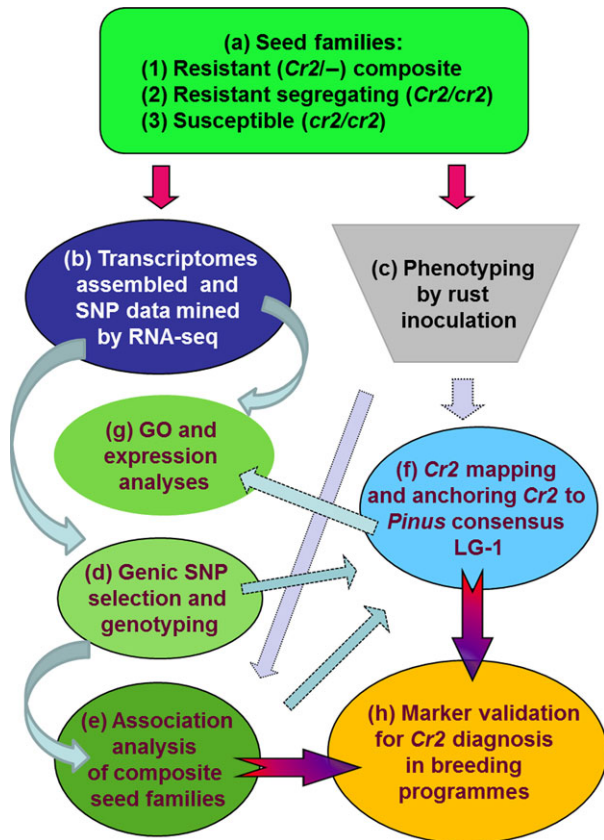 (a) Seed families:
(1) Resistant (Cr2/–) composite
(2) Resistant segregating (Cr2/cr2)
(3) Susceptible (cr2/cr2)
(b) Transcriptomes
assembled and
SNP data mined
by RNA-seq
(c) Phenotyping
by rust
inoculation
(g) GO and
expression
analyses
(f) Cr2 mapping
and anchoring Cr2 to
Pinus consensus
LG-1
(d) Genic SNP
selection and
genotyping
(e) Association
analysis
of composite
seed families
(h) Marker validation
for Cr2 diagnosis
in breeding
programmes